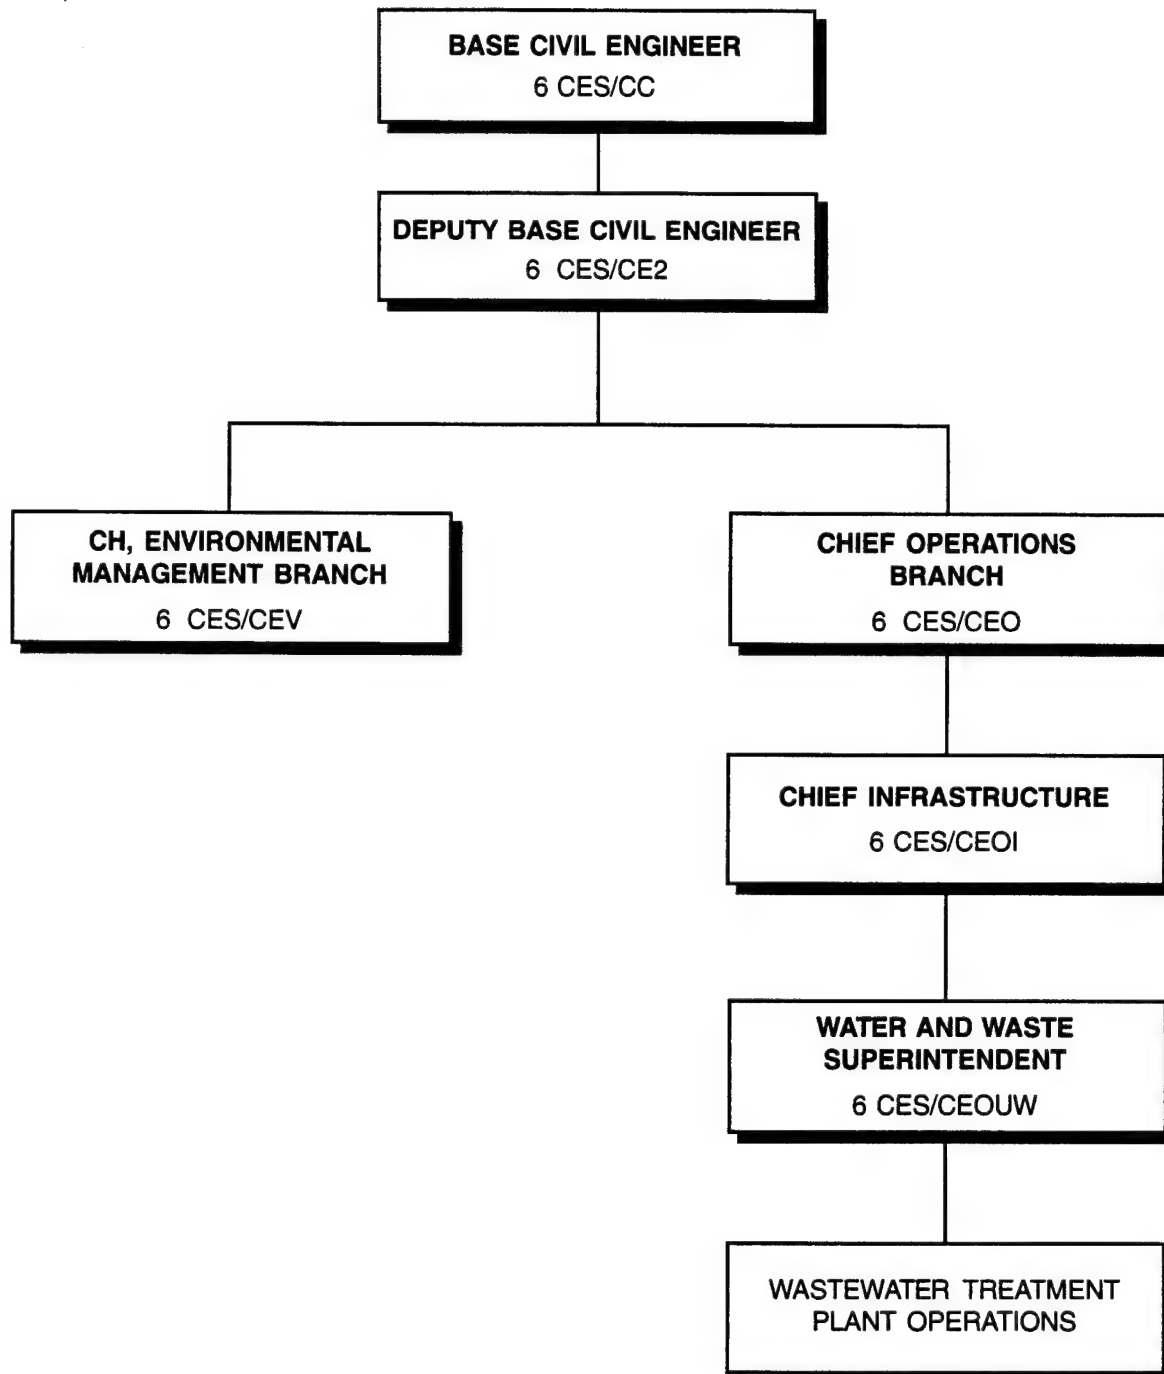 BASE CIVIL ENGINEER
6 CES/CC
DEPUTY BASE CIVIL ENGINEER
6 CES/CE2
CH, ENVIRONMENTAL
MANAGEMENT BRANCH
6 CES/CEV
CHIEF OPERATIONS
BRANCH
6 CES/CEO
CHIEF INFRASTRUCTURE
6 CES/CEOI
WATER AND WASTE
SUPERINTENDENT
6 CES/CEOUW
WASTEWATER TREATMENT
PLANT OPERATIONS